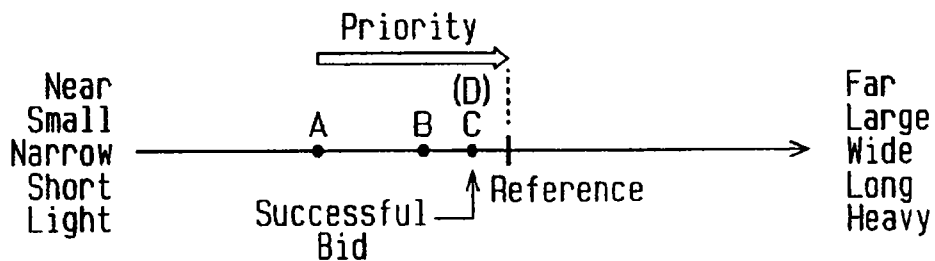 Priority
Near
Small
Narrow
Short
Light
A
B
(D)
C
Reference
Successful
Bid
Far
Large
Wide
Long
Heavy